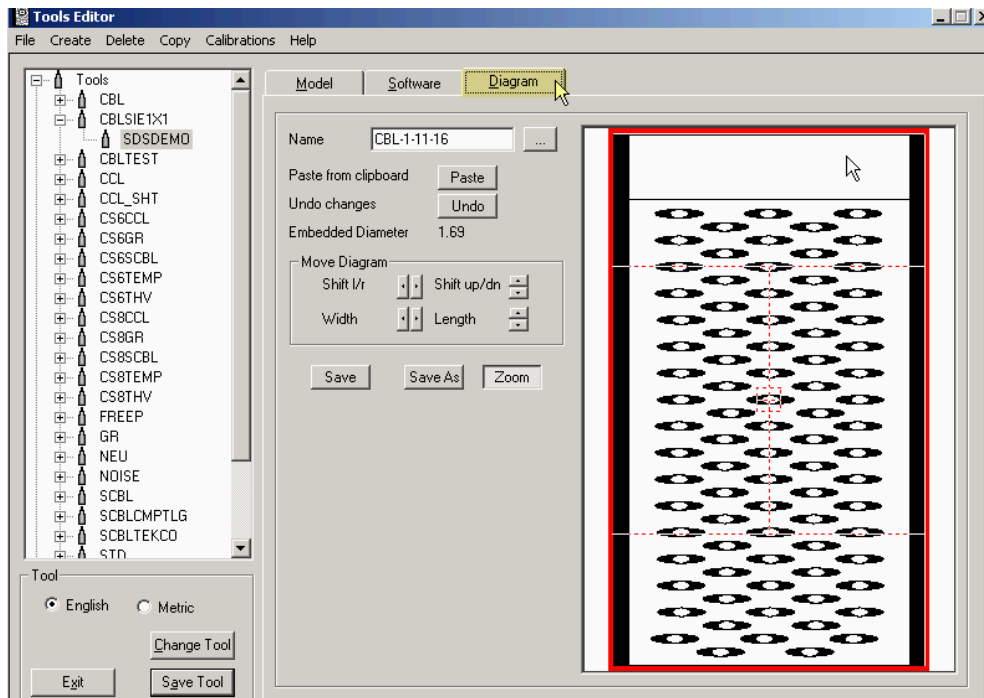 Tools Editor
File Create Delete Copy Calibrations Help
Tools
CBL
CBLSIE1X1
SDSDEMO
CBLTEST
CCL
CCL_SHT
CS6CCL
CS6GR
CS6SCBL
CS6TEMP
CS6THV
CS8CCL
CS8GR
CS8SCBL
CS8TEMP
CS8THV
FREEP
GR
NEU
NOISE
SCBL
SCBLCMPTLG
SCBLTEKCO
STD
Tool
English Metric
Change Tool
Exit Save Tool
Model Software Diagram
Name CBL-1-11-16 ...
Paste from clipboard Paste
Undo changes Undo
Embedded Diameter 1.69
Move Diagram
Shift l/r Shift up/dn
Width Length
Save Save As Zoom